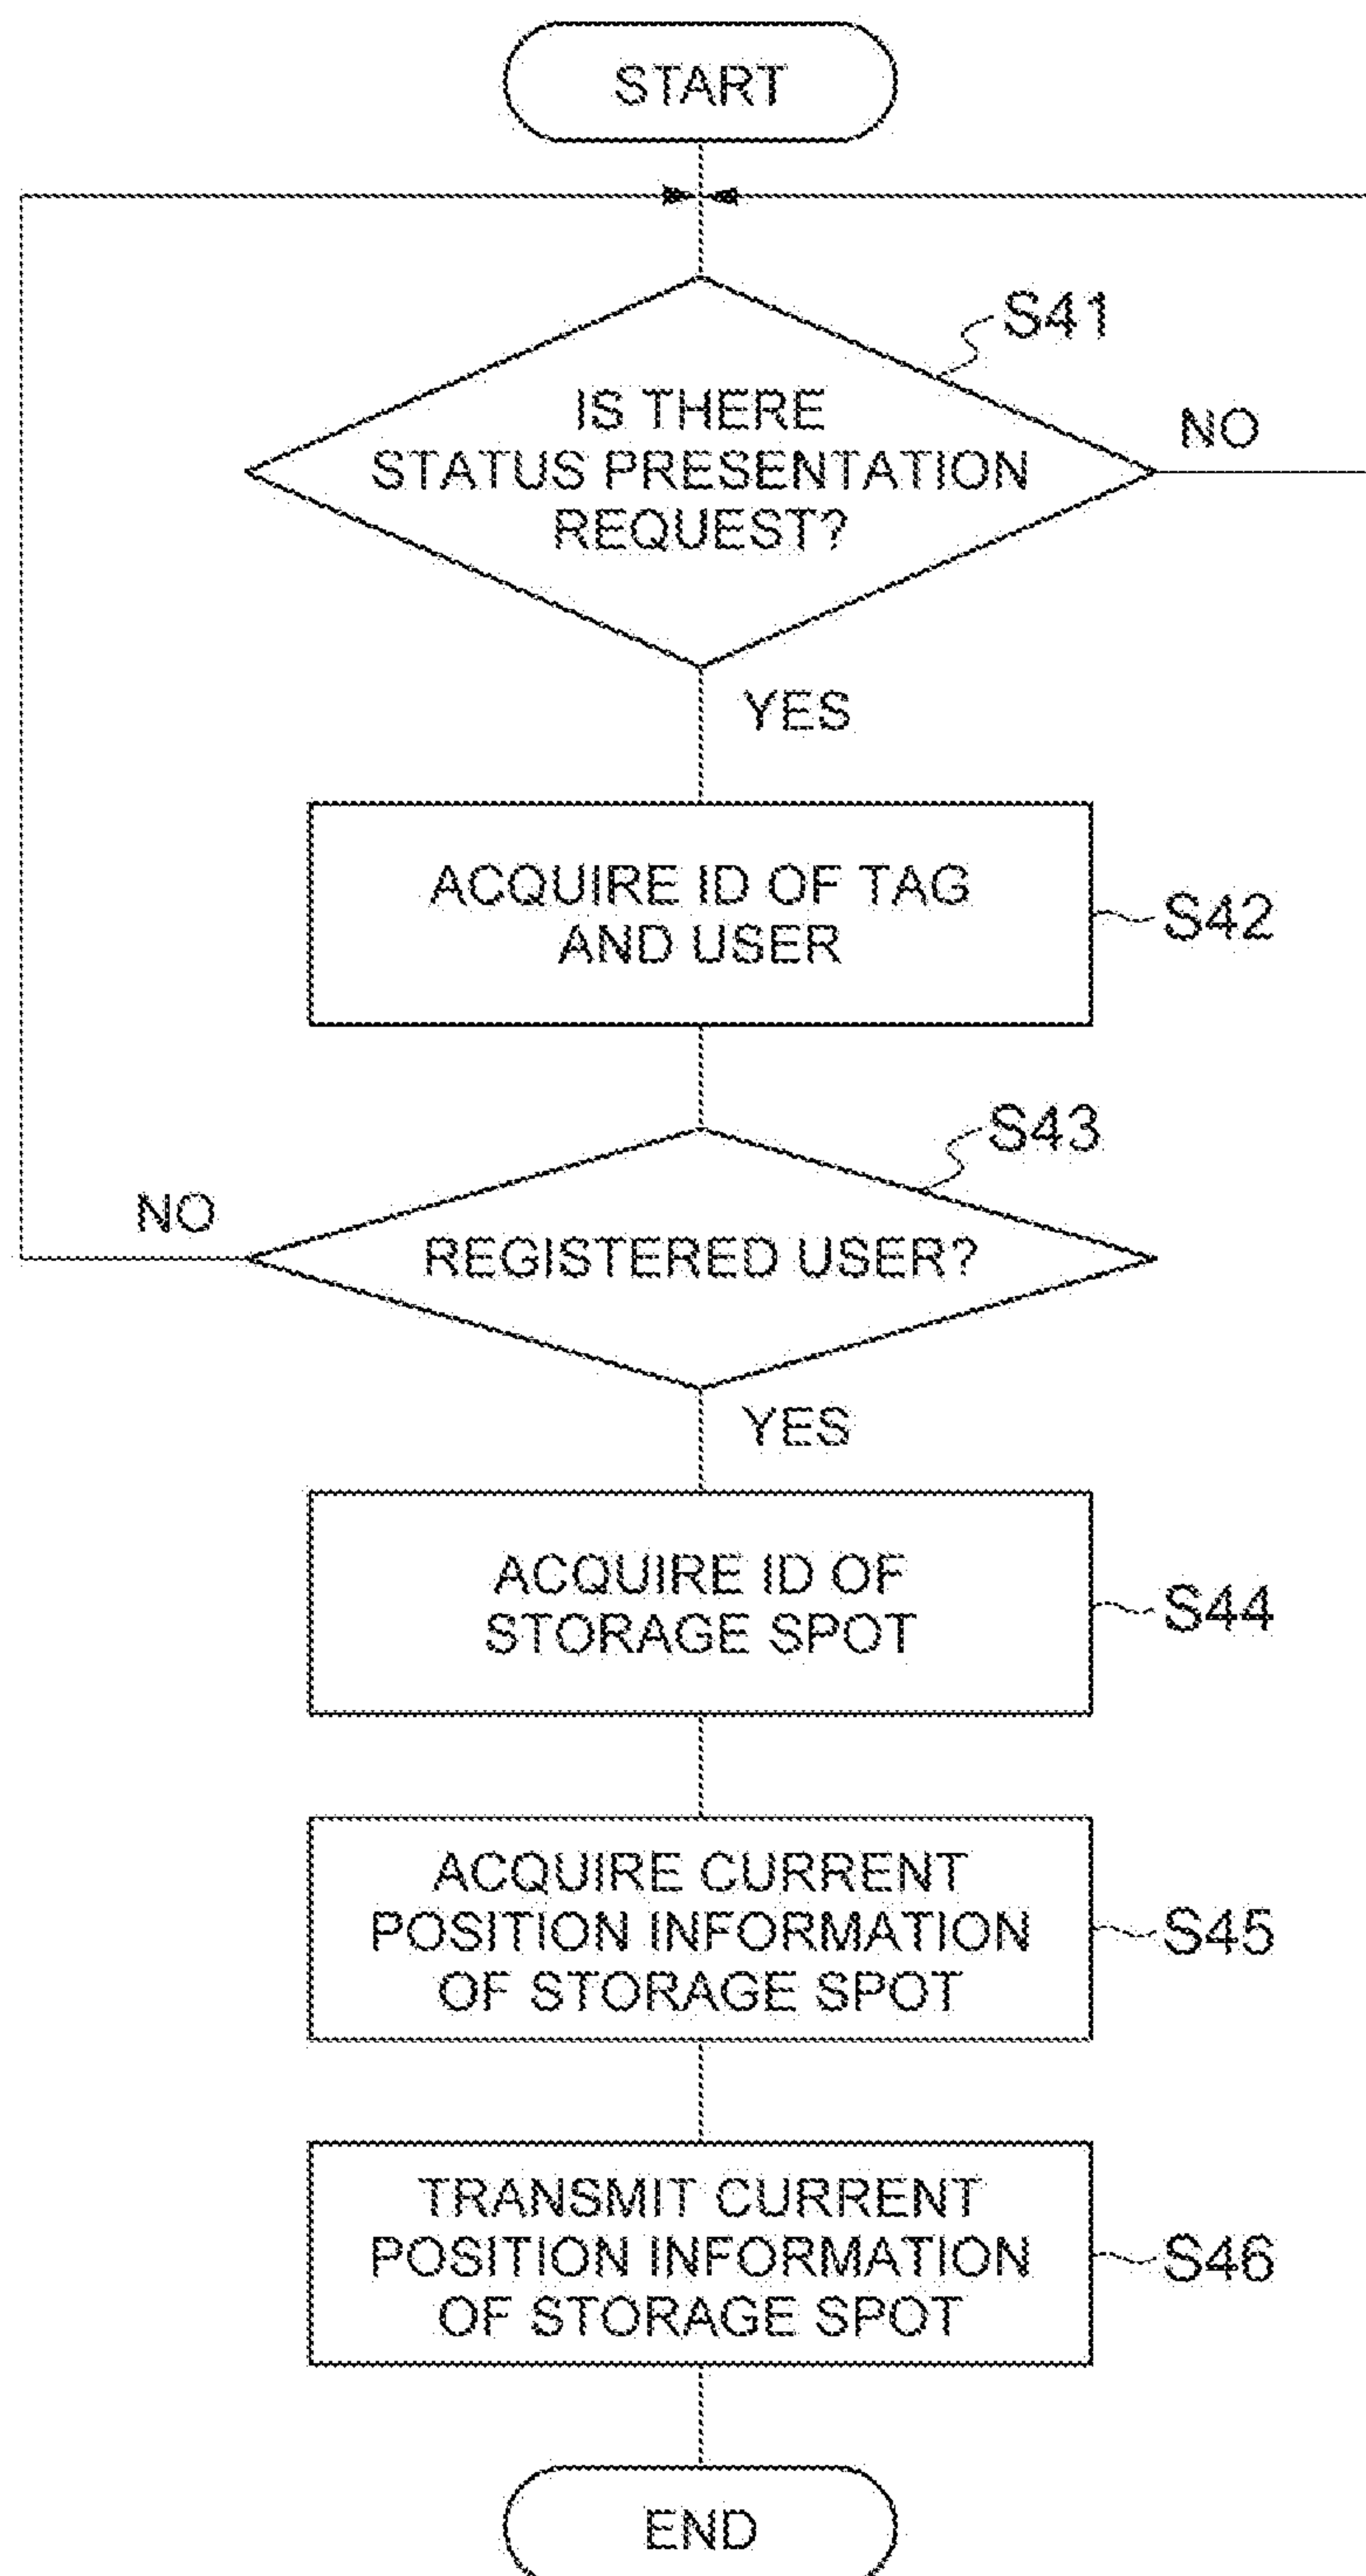 START
S41
IS THERE
STATUS PRESENTATION
REQUEST?
NO
YES
ACQUIRE ID OF TAG
AND USER
S42
S43
NO
REGISTERED USER?
YES
ACQUIRE ID OF
STORAGE SPOT
S44
ACQUIRE CURRENT
POSITION INFORMATION
OF STORAGE SPOT
S45
TRANSMIT CURRENT
POSITION INFORMATION
OF STORAGE SPOT
S46
END